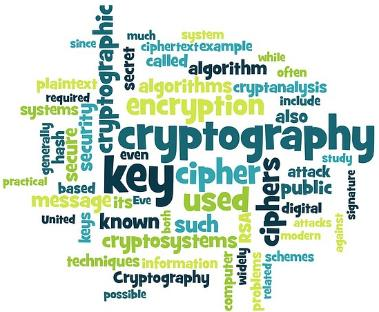 since
much
system
ciphertext
example
cryptographic
secret
called
algorithm
while
often
plaintext
algorithms
cryptanalysis
required
encryption
include
systems
security
also
generally
hash
secure
cryptography
even
study
key
cipher
ciphers
attack
practical
based
public
signature
message
its
Eve
used
digital
United
keys
known
both
such
RSA
attacks
modern
against
cryptosystems
techniques
information
computer
widely
problems
related
schemes
Cryptography
possible